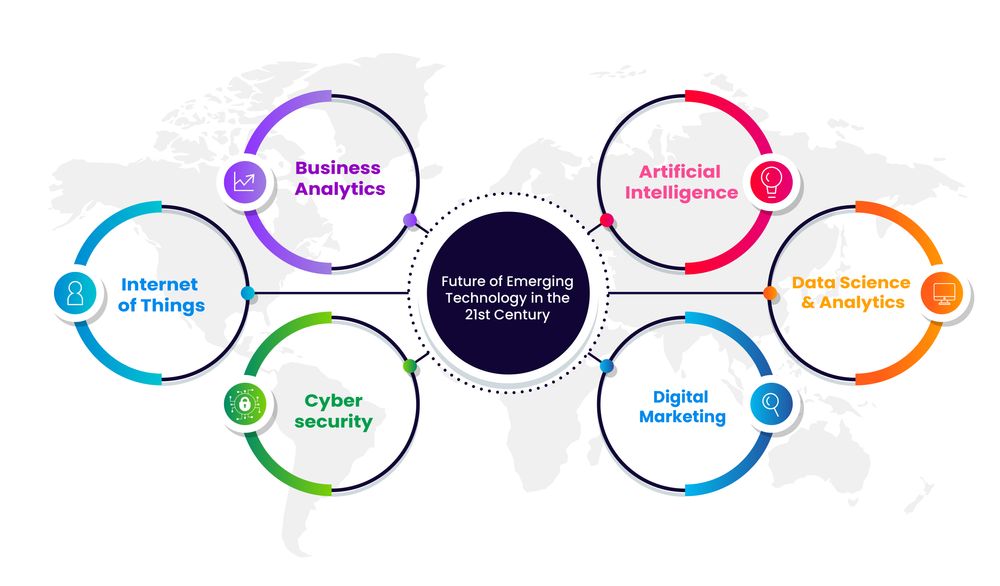 Business
Analytics
Artificial
Intelligence
Internet
of Things
Future of Emerging
Technology in the
21st Century
Data Science
& Analytics
Cyber
security
Digital
Marketing